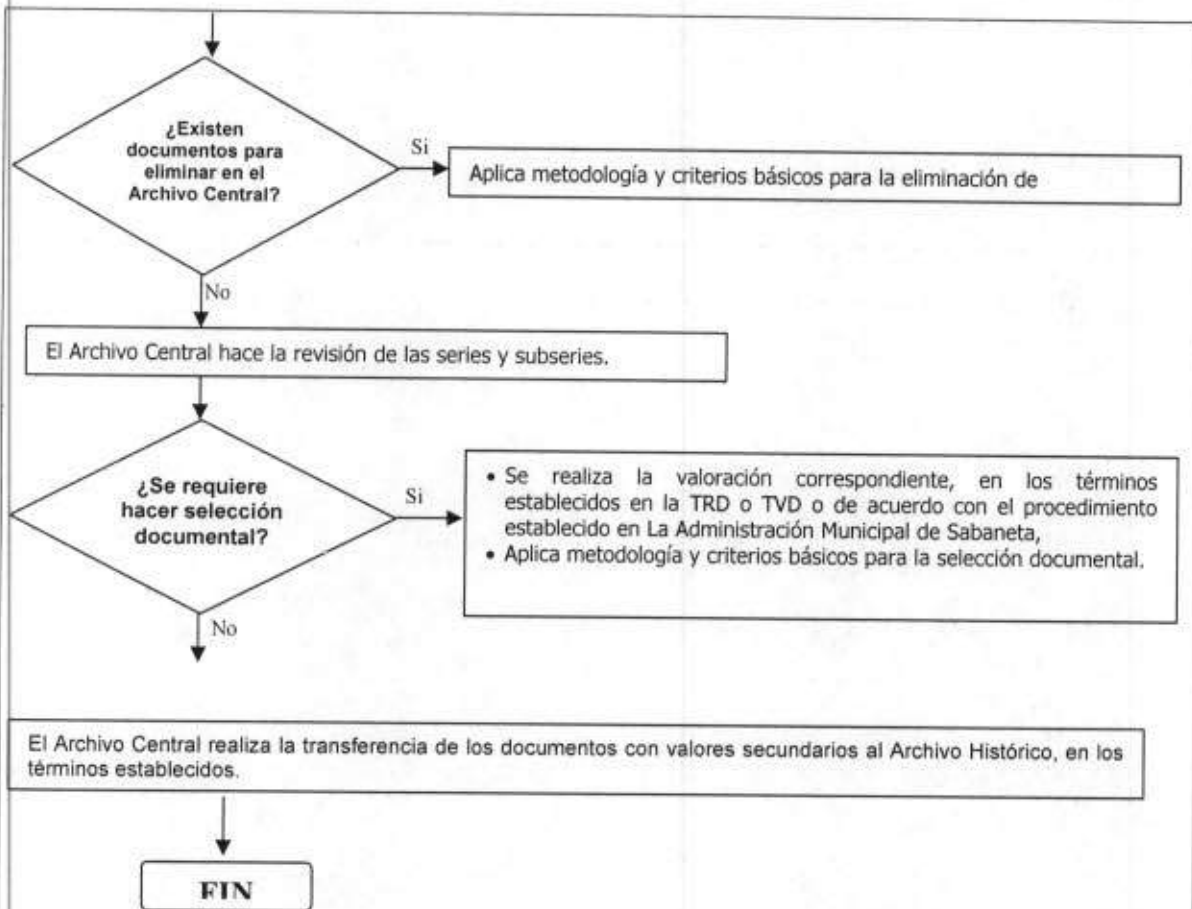 ¿Existen
documentos para
eliminar en el
Archivo Central?
Si
Aplica metodología y criterios básicos para la eliminación de
No
El Archivo Central hace la revisión de las series y subseries.
¿Se requiere
hacer selección
documental?
Si
• Se realiza la valoración correspondiente, en los términos
establecidos en la TRD o TVD o de acuerdo con el procedimiento
establecido en La Administración Municipal de Sabaneta,
• Aplica metodología y criterios básicos para la selección documental.
No
El Archivo Central realiza la transferencia de los documentos con valores secundarios al Archivo Histórico, en los
términos establecidos.
FIN